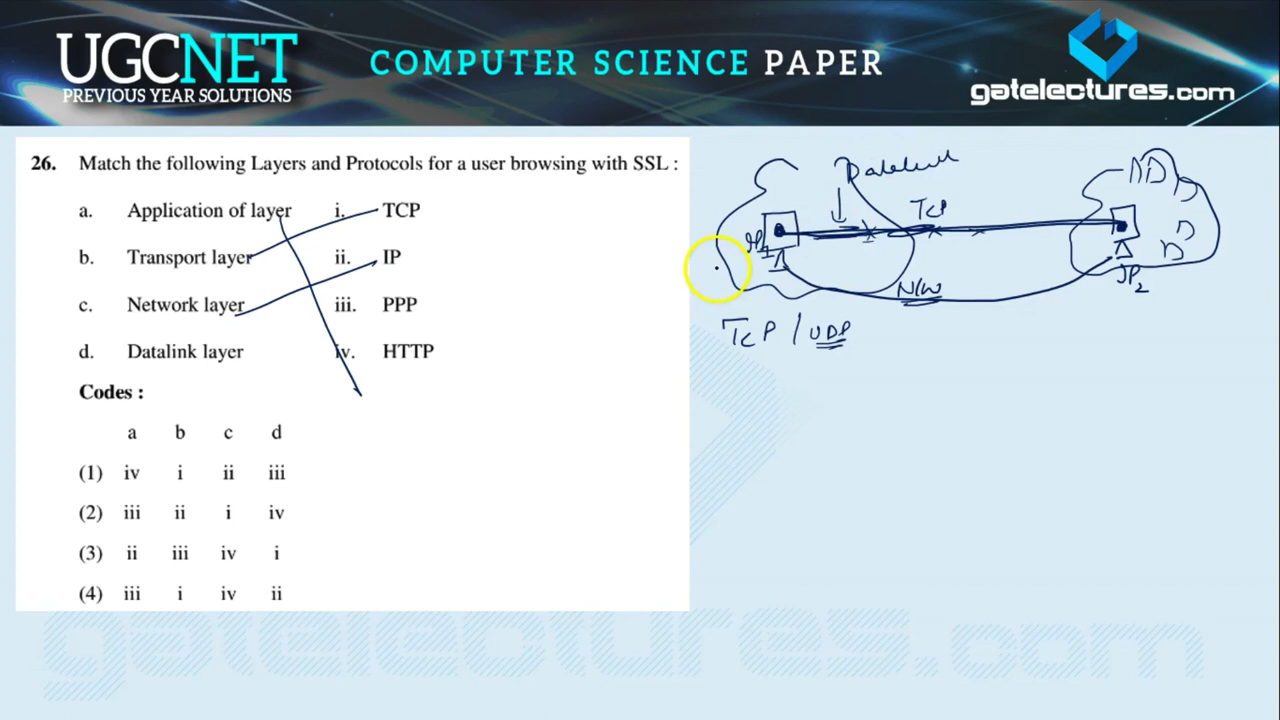 UGCNET
PREVIOUS YEAR SOLUTIONS
COMPUTER SCIENCE PAPER
gatelectures.com
26. Match the following Layers and Protocols for a user browsing with SSL :
a. Application of layer i. TCP
b. Transport layer ii. IP
c. Network layer iii. PPP
d. Datalink layer iv. HTTP
Codes :
a b c d
(1) iv i ii iii
(2) iii ii i iv
(3) ii iii iv i
(4) iii i iv ii
Datalink
TCP
N/W
TCP / UDP
gatelectures.com